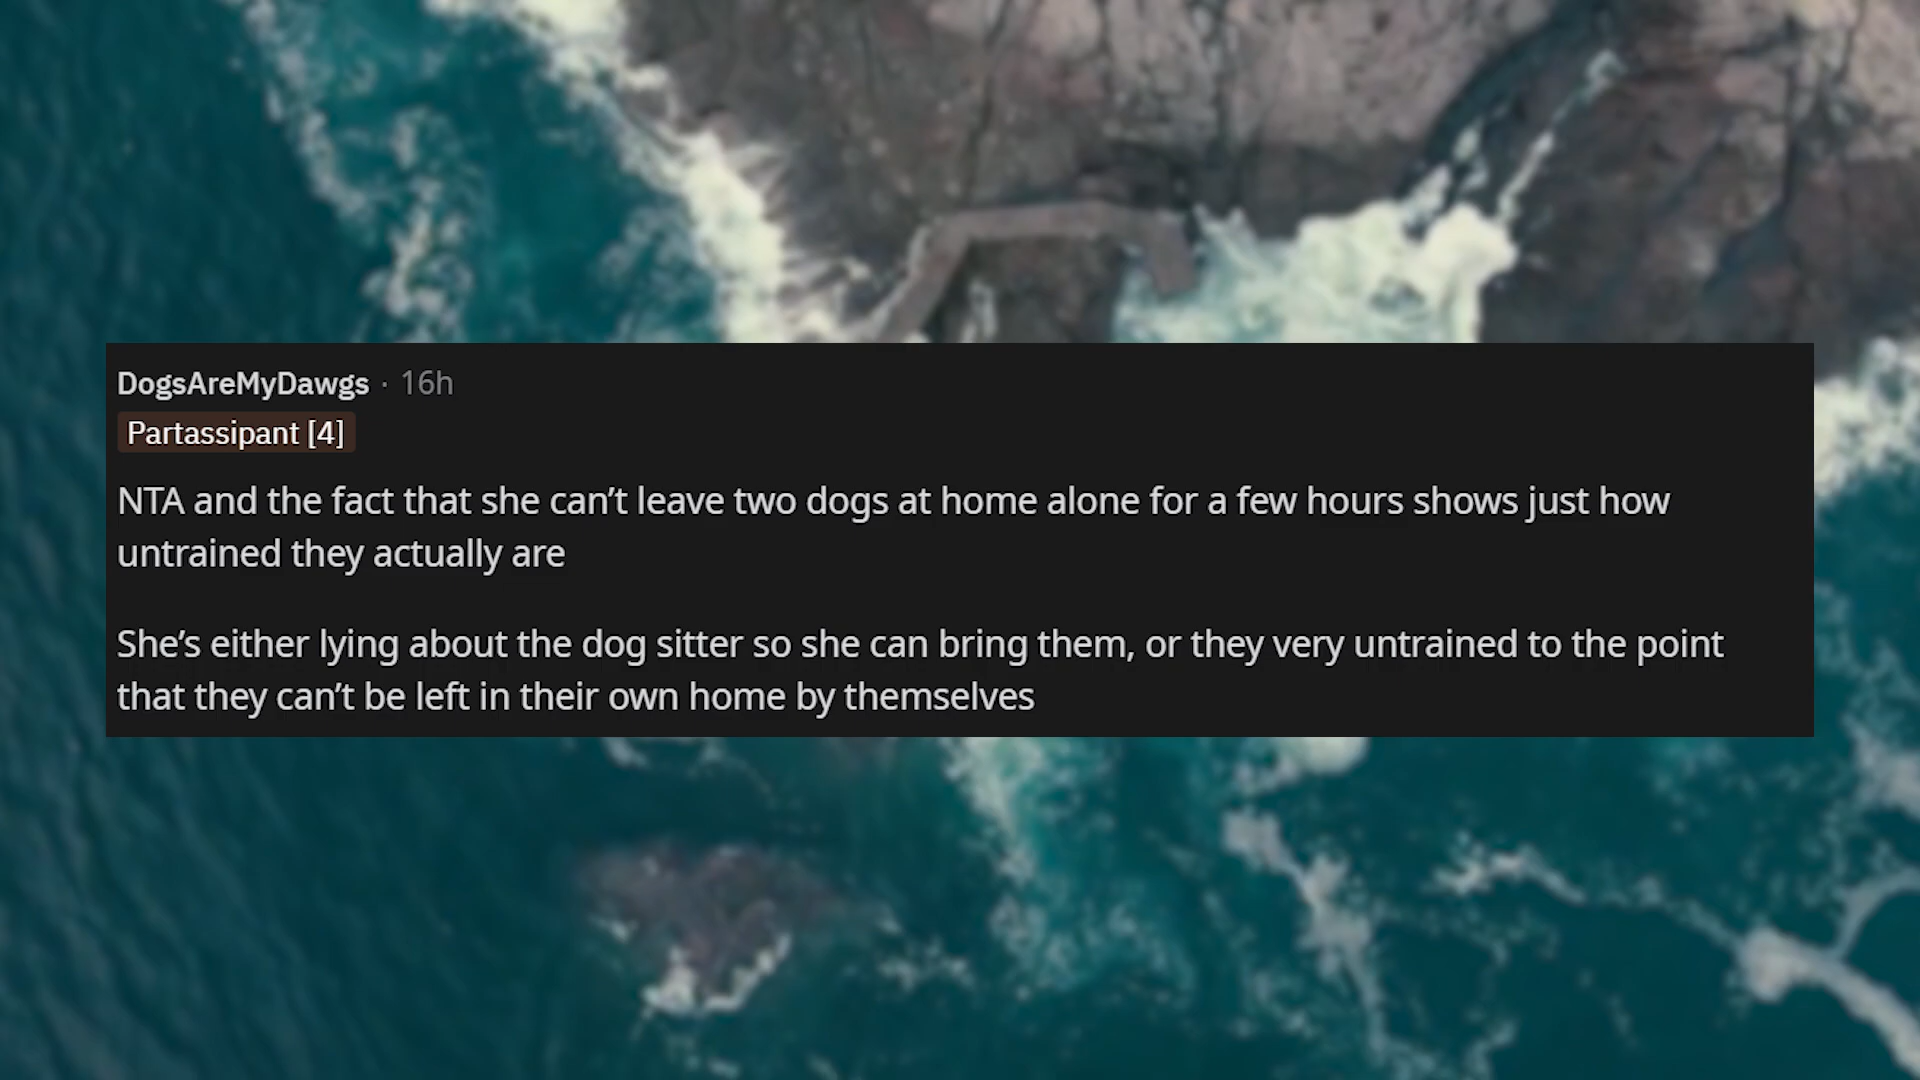 DogsAreMyDawgs · 16h
Partassipant [4]
NTA and the fact that she can’t leave two dogs at home alone for a few hours shows just how
untrained they actually are
She’s either lying about the dog sitter so she can bring them, or they very untrained to the point
that they can’t be left in their own home by themselves